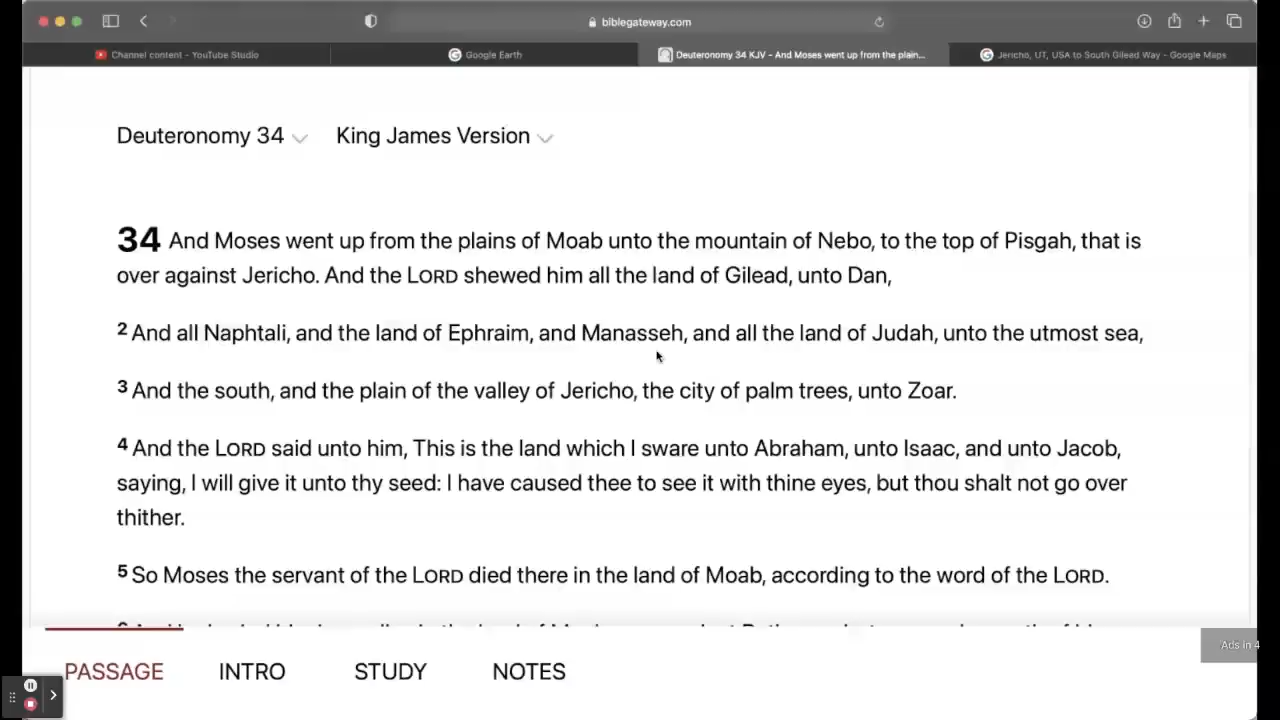 biblegateway.com
Channel content - YouTube Studio
Google Earth
Deuteronomy 34 KJV - And Moses went up from the plain...
Jericho, UT, USA to South Gilead Way - Google Maps
Deuteronomy 34 King James Version
34 And Moses went up from the plains of Moab unto the mountain of Nebo, to the top of Pisgah, that is
over against Jericho. And the LORD shewed him all the land of Gilead, unto Dan,
2 And all Naphtali, and the land of Ephraim, and Manasseh, and all the land of Judah, unto the utmost sea,
3 And the south, and the plain of the valley of Jericho, the city of palm trees, unto Zoar.
4 And the LORD said unto him, This is the land which I sware unto Abraham, unto Isaac, and unto Jacob,
saying, I will give it unto thy seed: I have caused thee to see it with thine eyes, but thou shalt not go over
thither.
5 So Moses the servant of the LORD died there in the land of Moab, according to the word of the LORD.
Ads in 4
PASSAGE INTRO STUDY NOTES